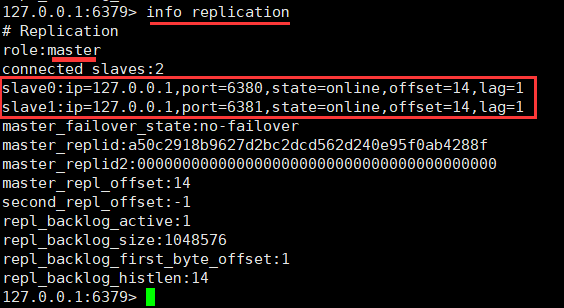 127.0.0.1:6379> info replication
# Replication
role:master
connected_slaves:2
slave0:ip=127.0.0.1,port=6380,state=online,offset=14,lag=1
slave1:ip=127.0.0.1,port=6381,state=online,offset=14,lag=1
master_failover_state:no-failover
master_replid:a50c2918b9627d2bc2dcd562d240e95f0ab4288f
master_replid2:0000000000000000000000000000000000000000
master_repl_offset:14
second_repl_offset:-1
repl_backlog_active:1
repl_backlog_size:1048576
repl_backlog_first_byte_offset:1
repl_backlog_histlen:14
127.0.0.1:6379>